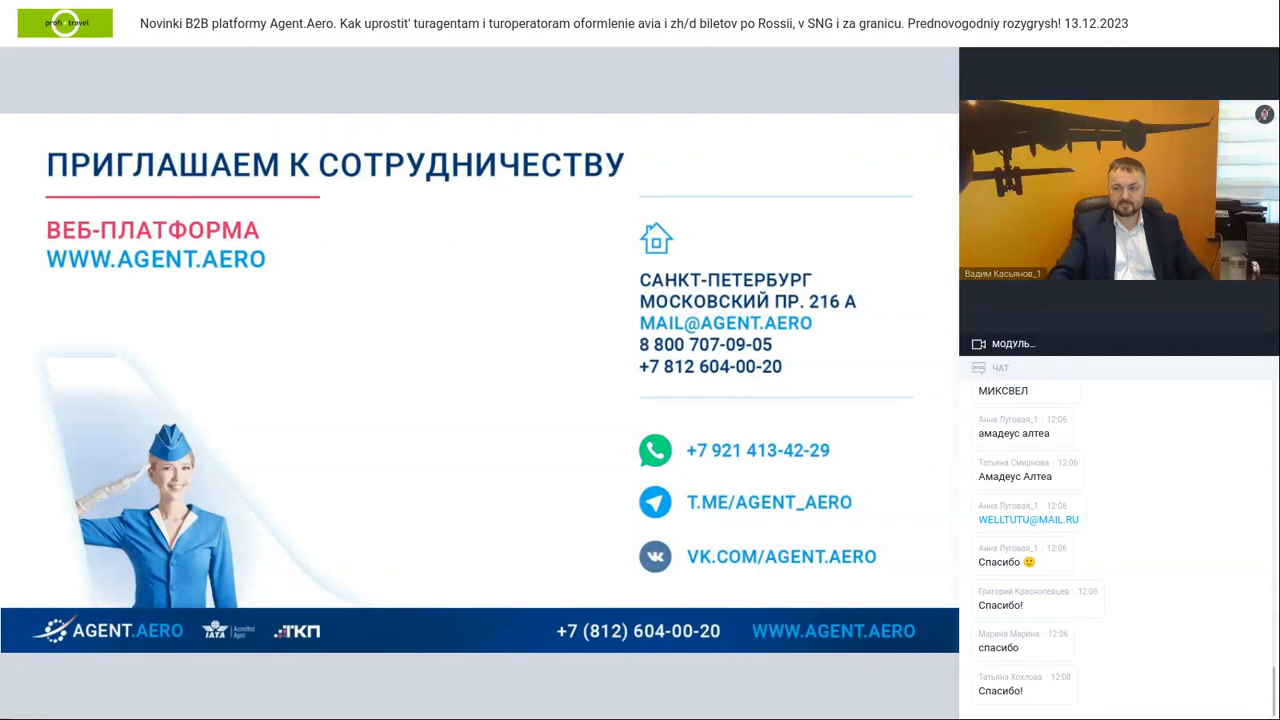 profi travel
Novinki B2B platformy Agent.Aero. Kak uprostit' turagentam i turoperatoram oformlenie avia i zh/d biletov po Rossii, v SNG i za granicu. Prednovogodniy rozygrysh! 13.12.2023
ПРИГЛАШАЕМ К СОТРУДНИЧЕСТВУ
ВЕБ-ПЛАТФОРМА
WWW.AGENT.AERO
САНКТ-ПЕТЕРБУРГ
МОСКОВСКИЙ ПР. 216 А
MAIL@AGENT.AERO
8 800 707-09-05
+7 812 604-00-20
+7 921 413-42-29
T.ME/AGENT_AERO
VK.COM/AGENT.AERO
AGENT.AERO
IATA Accredited Agent
ТКП
+7 (812) 604-00-20
WWW.AGENT.AERO
Вадим Касьянов_1
МОДУЛЬ...
ЧАТ
МИКСВЕЛ
Анна Луговая_1 · 12:06
амадеус алтеа
Татьяна Смирнова · 12:06
Амадеус Алтеа
Анна Луговая_1 · 12:06
WELLTUTU@MAIL.RU
Анна Луговая_1 · 12:06
Спасибо 🙂
Григорий Краснопевцев · 12:06
Спасибо!
Марина Марина · 12:06
спасибо
Татьяна Хохлова · 12:08
Спасибо!